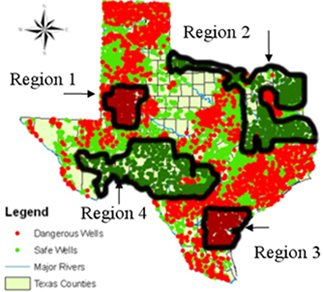 Region 2
Region 1
Region 4
Region 3
Legend
Dangerous Wells
Safe Wells
Major Rivers
Texas Counties